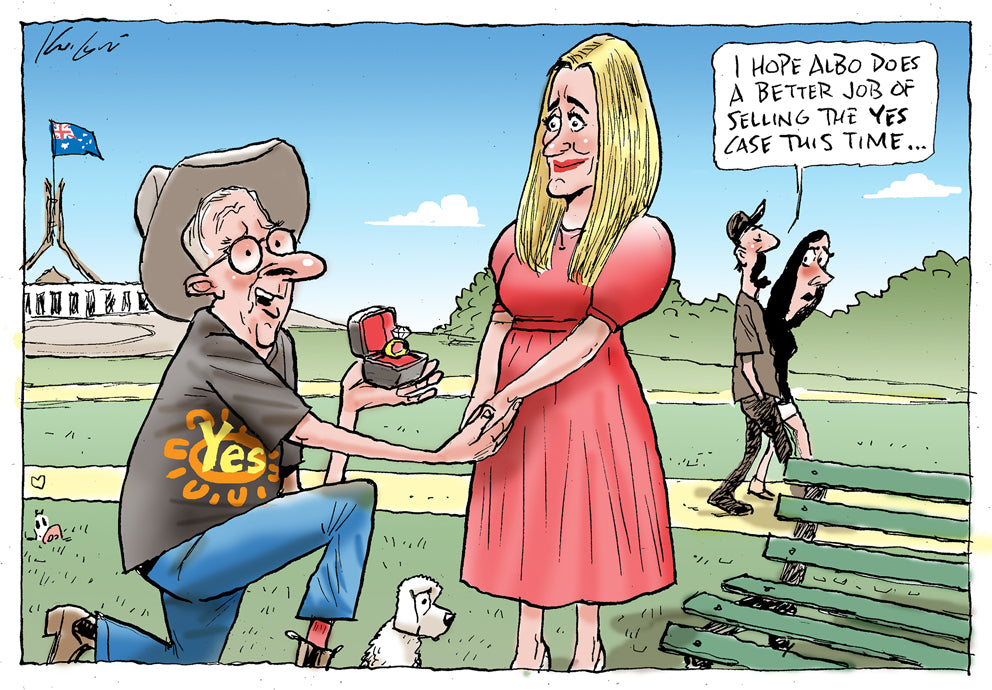 I HOPE ALBO DOES
A BETTER JOB OF
SELLING THE YES
CASE THIS TIME...
Yes